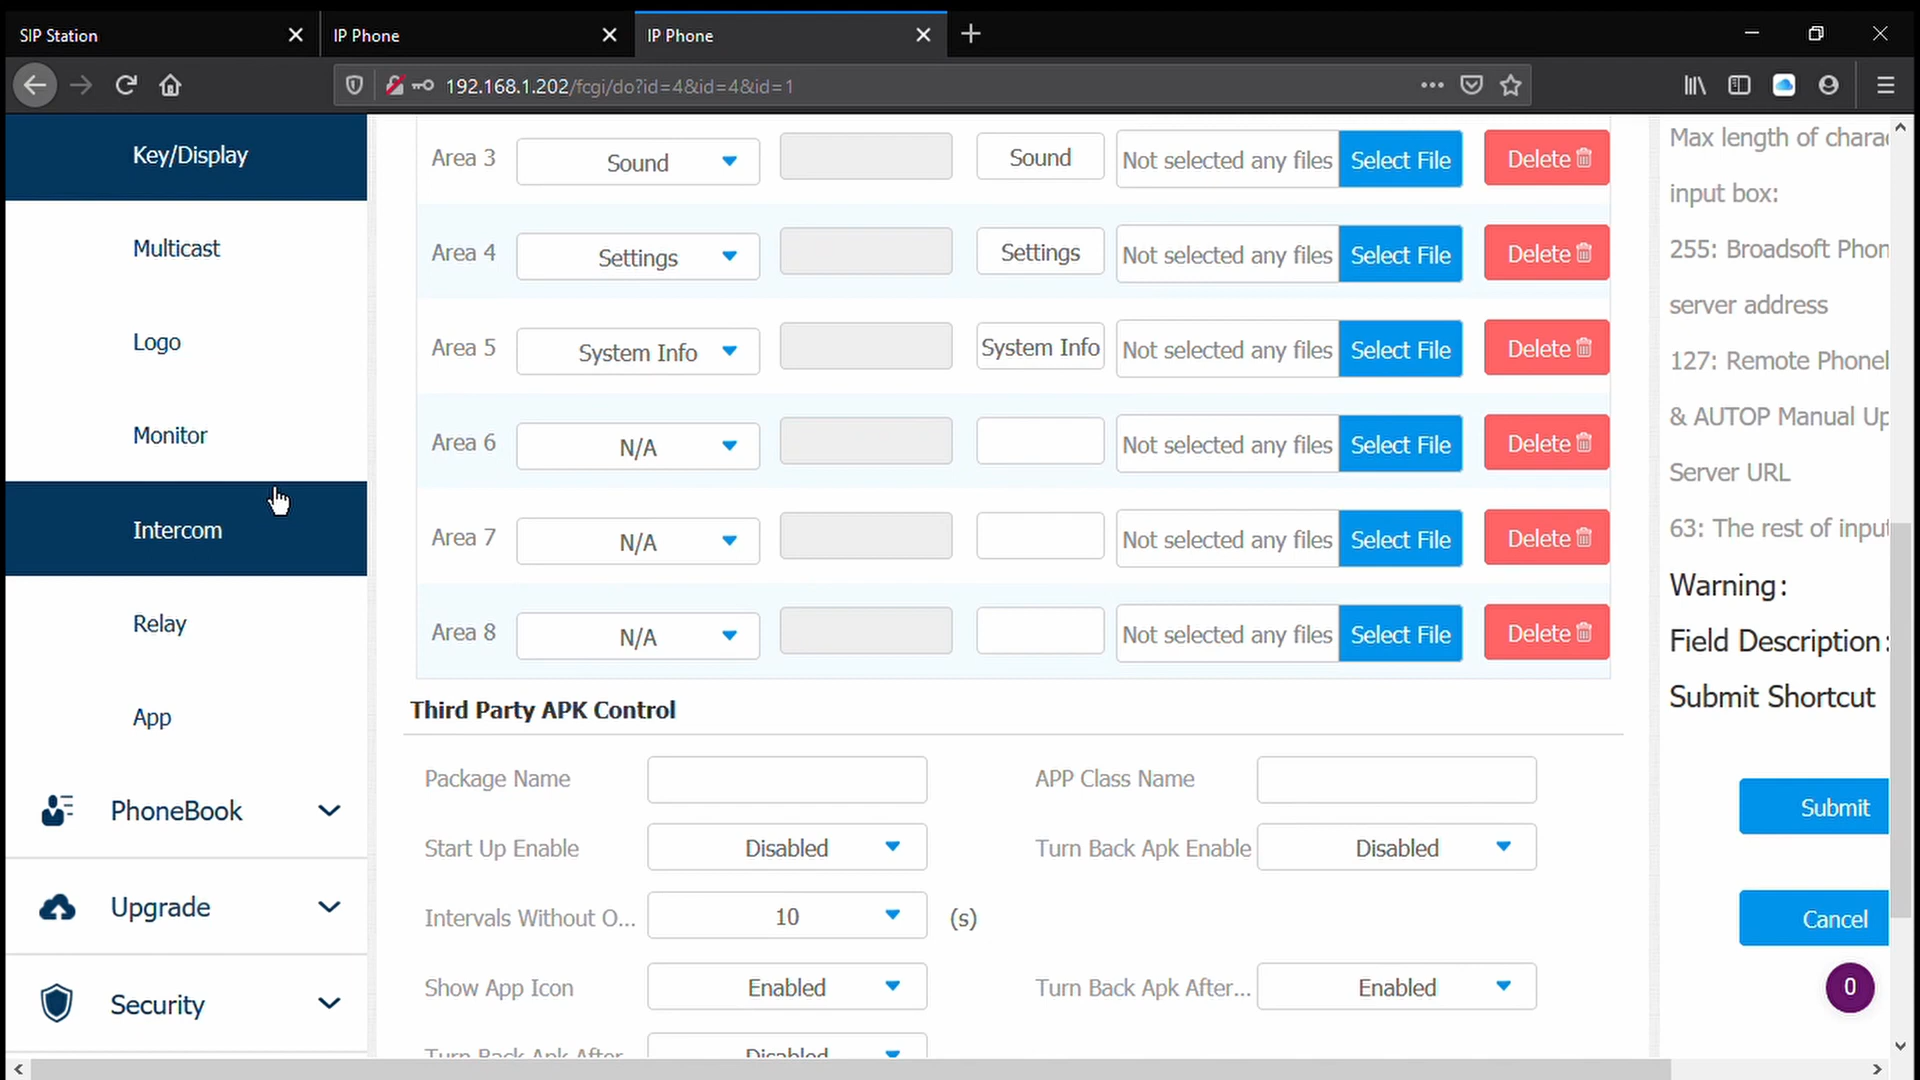 SIP Station
IP Phone
IP Phone
192.168.1.202/fcgi/do?id=4&id=4&id=1
Key/Display
Multicast
Logo
Monitor
Intercom
Relay
App
PhoneBook
Upgrade
Security
Area 3 Sound Sound Not selected any files Select File Delete
Area 4 Settings Settings Not selected any files Select File Delete
Area 5 System Info System Info Not selected any files Select File Delete
Area 6 N/A Not selected any files Select File Delete
Area 7 N/A Not selected any files Select File Delete
Area 8 N/A Not selected any files Select File Delete
Third Party APK Control
Package Name APP Class Name
Start Up Enable Disabled Turn Back Apk Enable Disabled
Intervals Without O... 10 (s)
Show App Icon Enabled Turn Back Apk After... Enabled
Turn Back Apk After Disabled
Max length of charac
input box:
255: Broadsoft Phon
server address
127: Remote Phonel
& AUTOP Manual Up
Server URL
63: The rest of input
Warning:
Field Description:
Submit Shortcut
Submit
Cancel
0